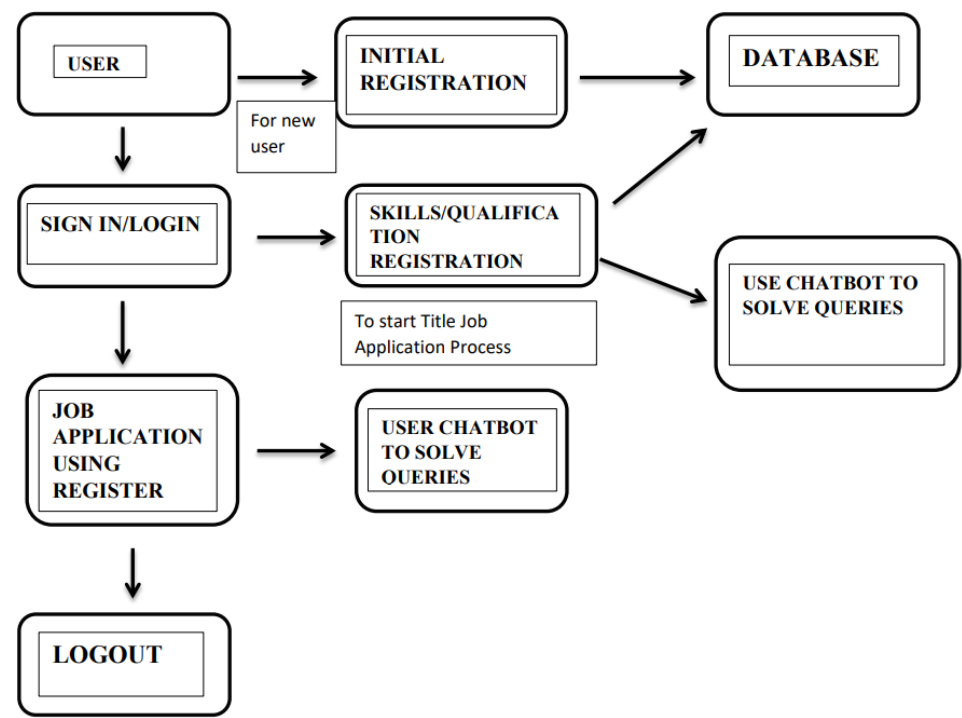 USER
INITIAL
REGISTRATION
DATABASE
For new
user
SIGN IN/LOGIN
SKILLS/QUALIFICA
TION
REGISTRATION
USE CHATBOT TO
SOLVE QUERIES
To start Title Job
Application Process
JOB
APPLICATION
USING
REGISTER
USER CHATBOT
TO SOLVE
QUERIES
LOGOUT